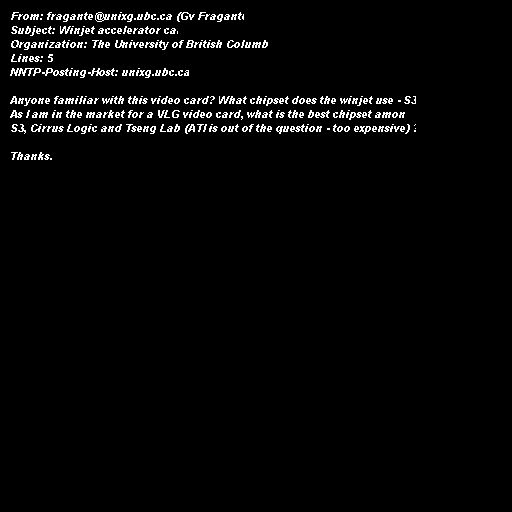 From: fragante@unixg.ubc.ca (Gv Fragante
Subject: Winjet accelerator ca
Organization: The University of British Columb
Lines: 5
NNTP-Posting-Host: unixg.ubc.ca
Anyone familiar with this video card? What chipset does the winjet use - S3
As I am in the market for a VLG video card, what is the best chipset amon
S3, Cirrus Logic and Tseng Lab (ATI is out of the question - too expensive) ?
Thanks.